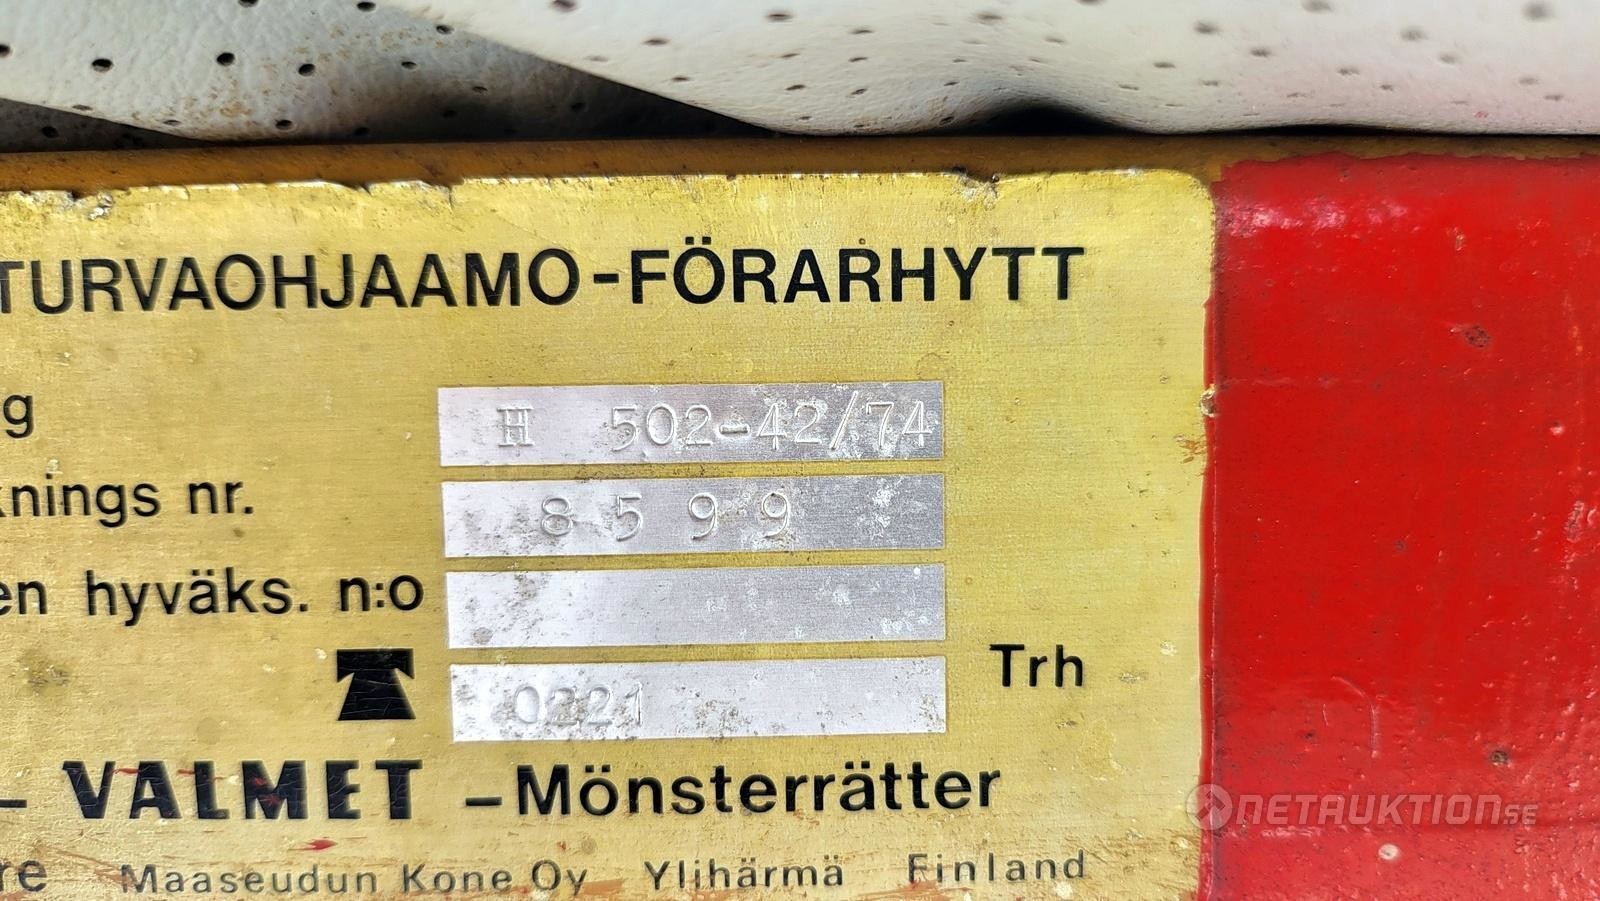 TURVAOHJAAMO-FÖRARHYTT
g H 502-42/74
knings nr. 8599
en hyväks. n:o
0221 Trh
– VALMET –Mönsterrätter
re Maaseudun Kone Oy Ylihärmä Finland
NETAUKTION.SE